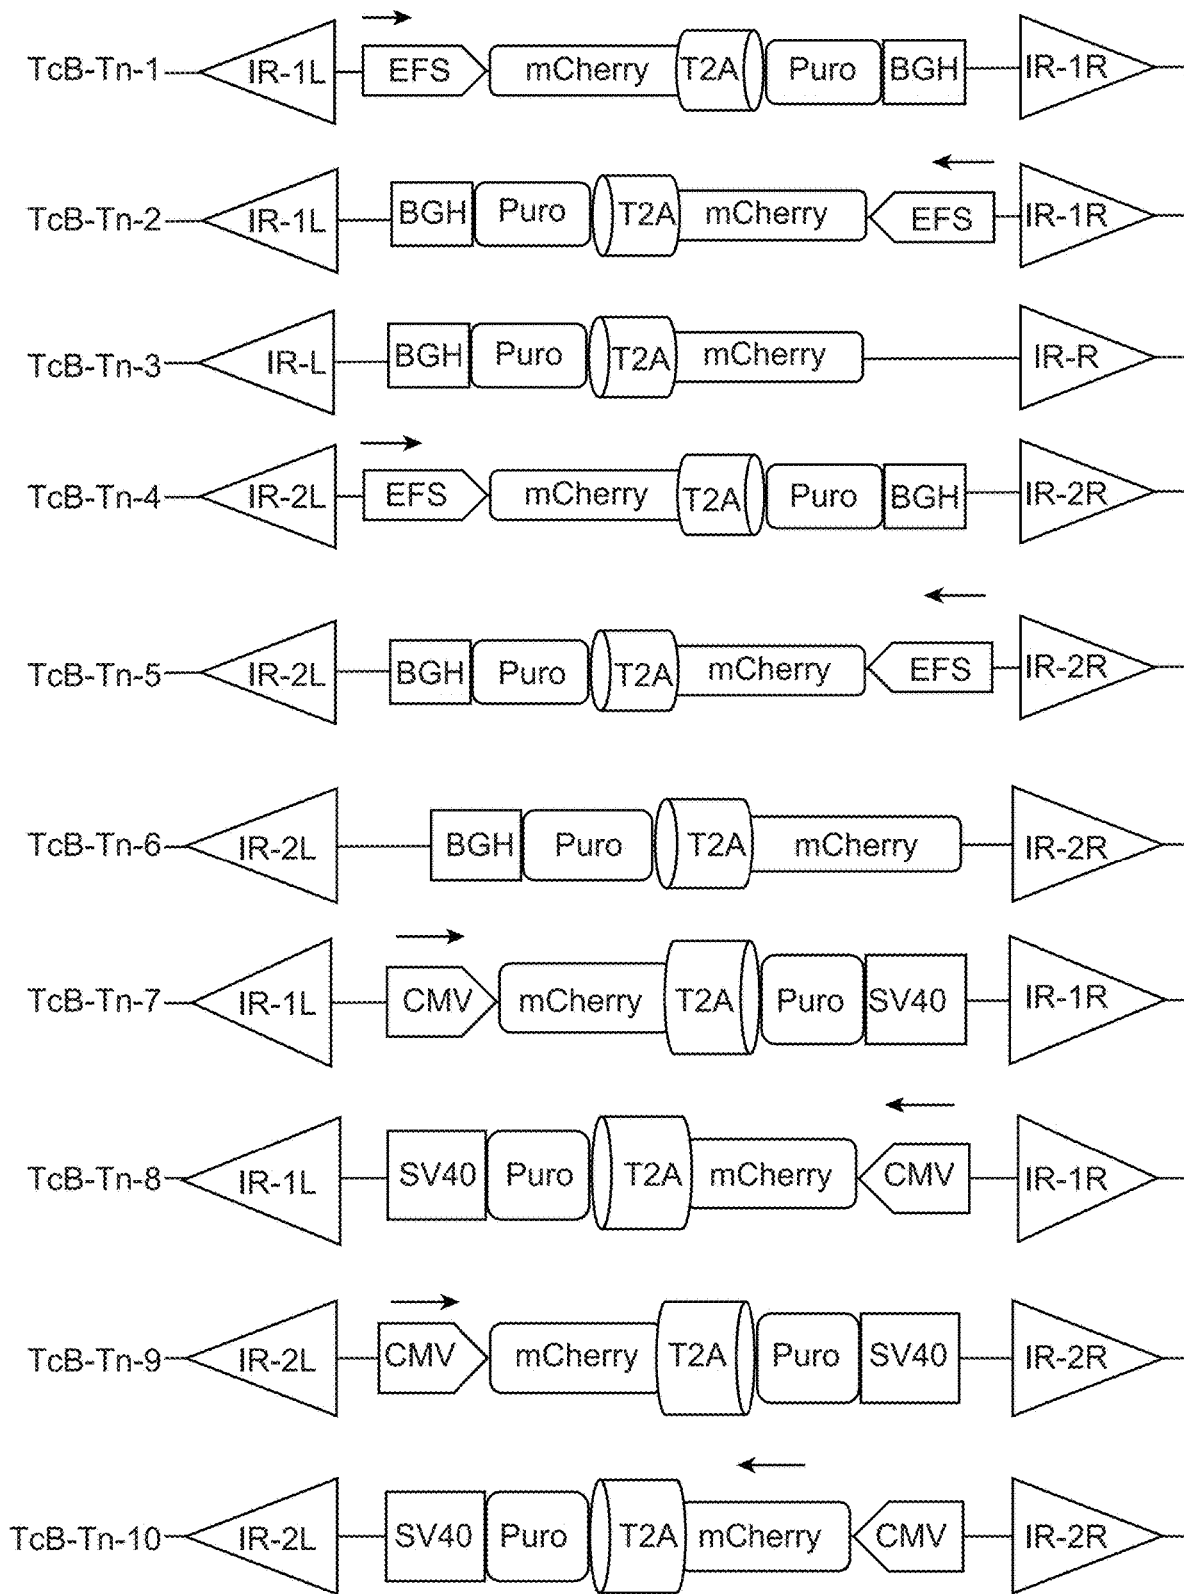 TcB-Tn-1 IR-1L EFS mCherry T2A Puro BGH IR-1R
TcB-Tn-2 IR-1L BGH Puro T2A mCherry EFS IR-1R
TcB-Tn-3 IR-L BGH Puro T2A mCherry IR-R
TcB-Tn-4 IR-2L EFS mCherry T2A Puro BGH IR-2R
TcB-Tn-5 IR-2L BGH Puro T2A mCherry EFS IR-2R
TcB-Tn-6 IR-2L BGH Puro T2A mCherry IR-2R
TcB-Tn-7 IR-1L CMV mCherry T2A Puro SV40 IR-1R
TcB-Tn-8 IR-1L SV40 Puro T2A mCherry CMV IR-1R
TcB-Tn-9 IR-2L CMV mCherry T2A Puro SV40 IR-2R
TcB-Tn-10 IR-2L SV40 Puro T2A mCherry CMV IR-2R